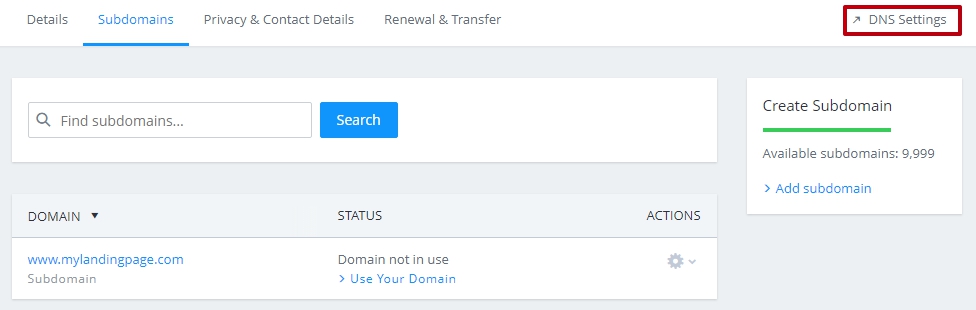 Details Subdomains Privacy & Contact Details Renewal & Transfer DNS Settings
Find subdomains... Search
Create Subdomain
Available subdomains: 9,999
Add subdomain
DOMAIN STATUS ACTIONS
www.mylandingpage.com Domain not in use
Subdomain Use Your Domain